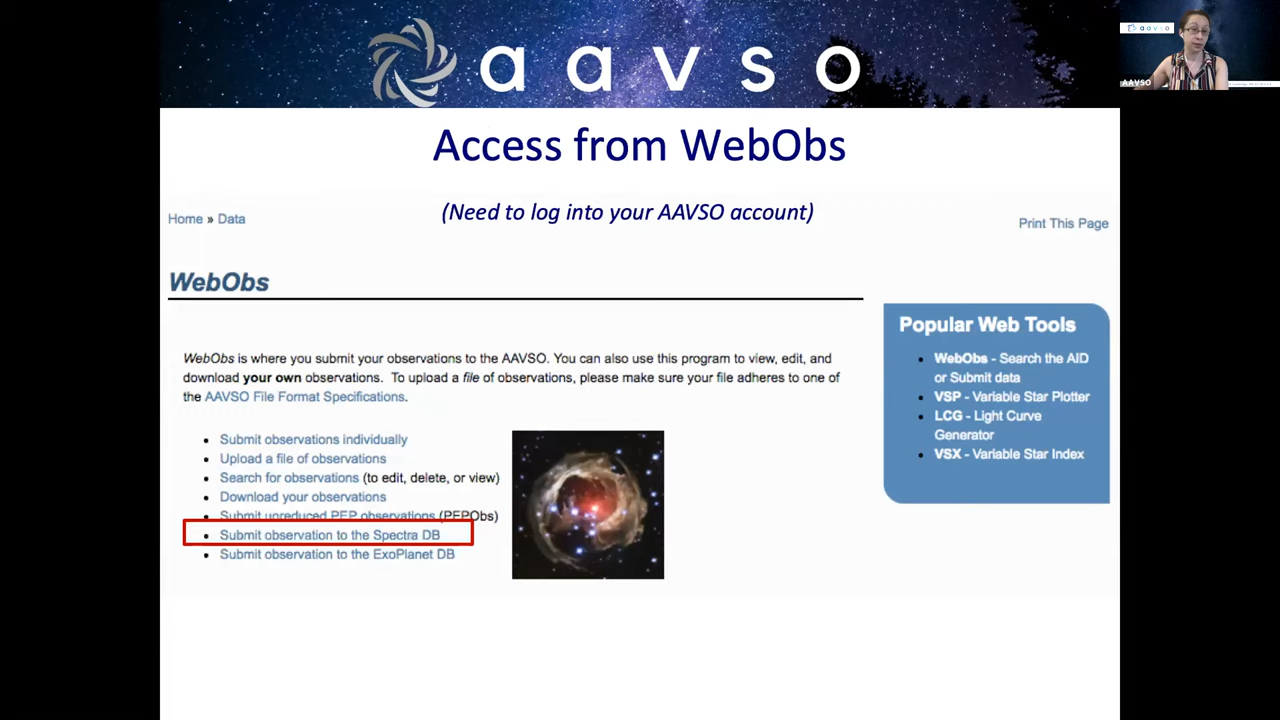 aavso
aavso
AAVSO
Access from WebObs
(Need to log into your AAVSO account)
Home » Data
Print This Page
WebObs
WebObs is where you submit your observations to the AAVSO. You can also use this program to view, edit, and
download your own observations. To upload a file of observations, please make sure your file adheres to one of
the AAVSO File Format Specifications.
• Submit observations individually
• Upload a file of observations
• Search for observations (to edit, delete, or view)
• Download your observations
• Submit unreduced PEP observations (PEPObs)
• Submit observation to the Spectra DB
• Submit observation to the ExoPlanet DB
Popular Web Tools
• WebObs - Search the AID
or Submit data
• VSP - Variable Star Plotter
• LCG - Light Curve
Generator
• VSX - Variable Star Index